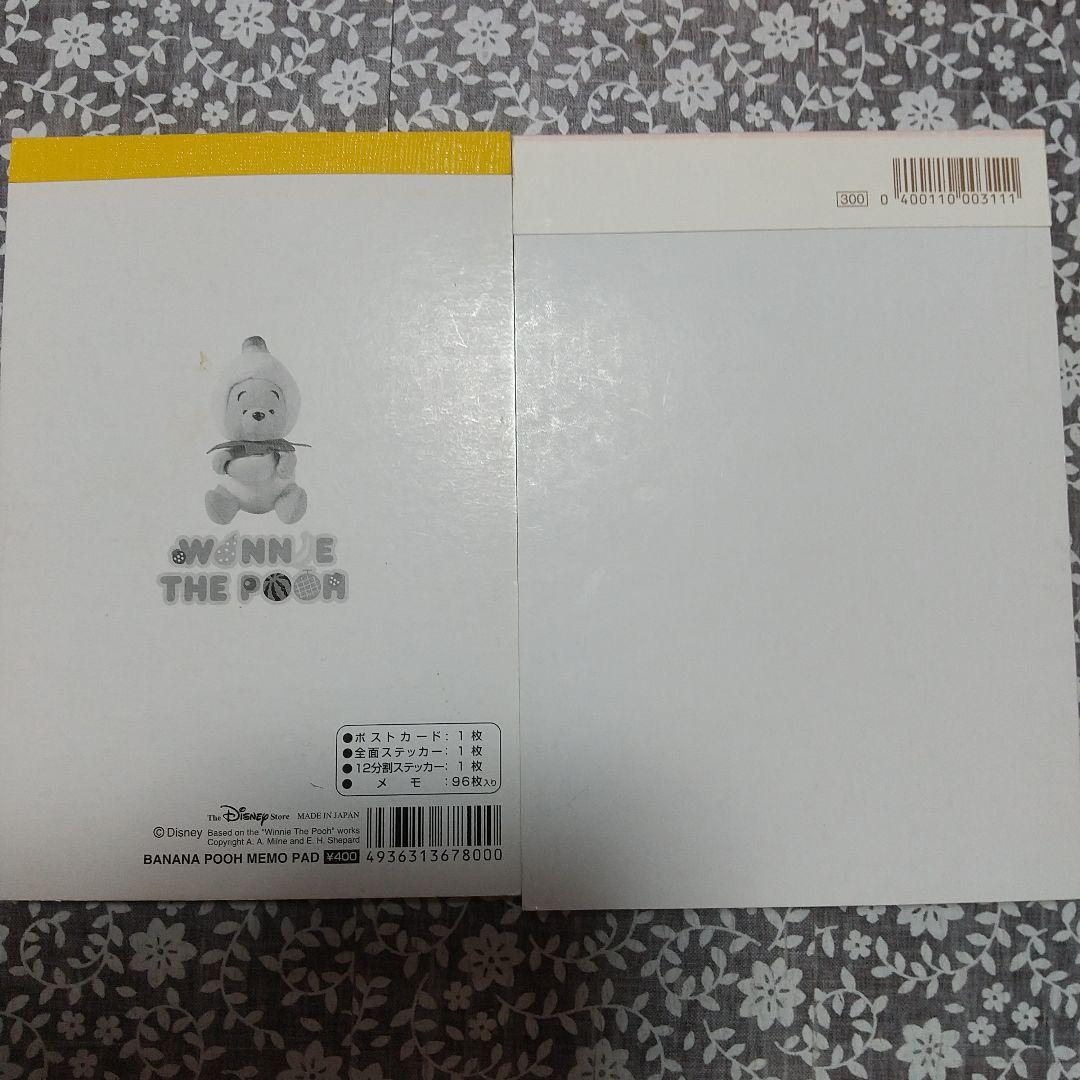 WINNIE
THE POOH
●ポストカード: 1 枚
●全面ステッカー: 1 枚
●12分割ステッカー: 1 枚
● メ モ :96枚入り
The Disney Store MADE IN JAPAN
© Disney Based on the "Winnie The Pooh" works
Copyright A. A. Milne and E. H. Shepard
BANANA POOH MEMO PAD ¥400
4936313678000
300 0 400110 003111